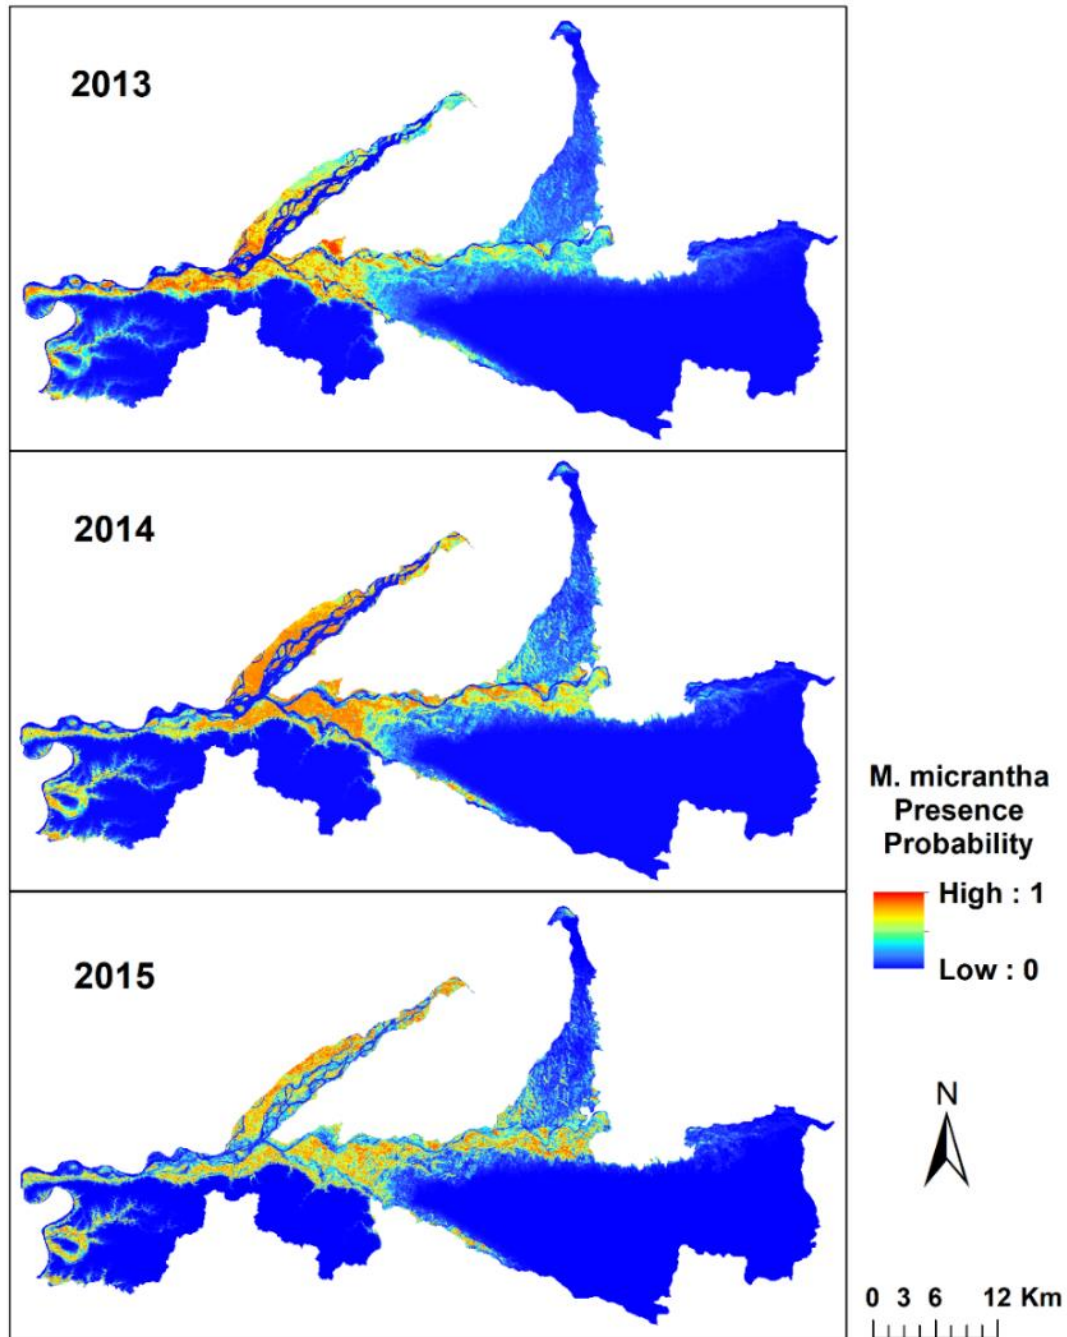 2013
2014
2015
M. micrantha
Presence
Probability
High : 1
Low : 0
N
0 3 6 12 Km